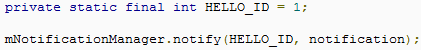 private static final int HELLO_ID = 1;
mNotificationManager.notify(HELLO_ID, notification);